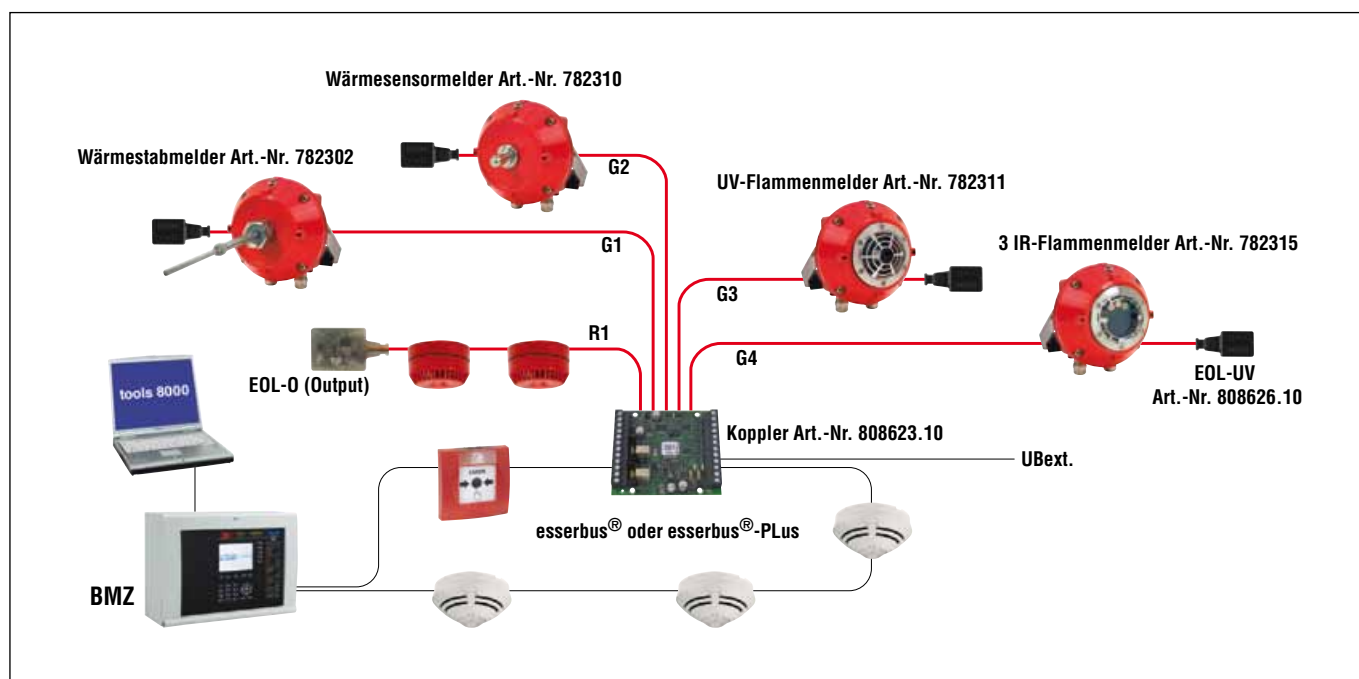 Wärmesensormelder Art.-Nr. 782310
Wärmestabmelder Art.-Nr. 782302
G2
UV-Flammenmelder Art.-Nr. 782311
G1
3 IR-Flammenmelder Art.-Nr. 782315
G3
R1
G4
EOL-O (Output)
EOL-UV
Art.-Nr. 808626.10
tools 8000
Koppler Art.-Nr. 808623.10
UBext.
esserbus® oder esserbus®-PLus
BMZ